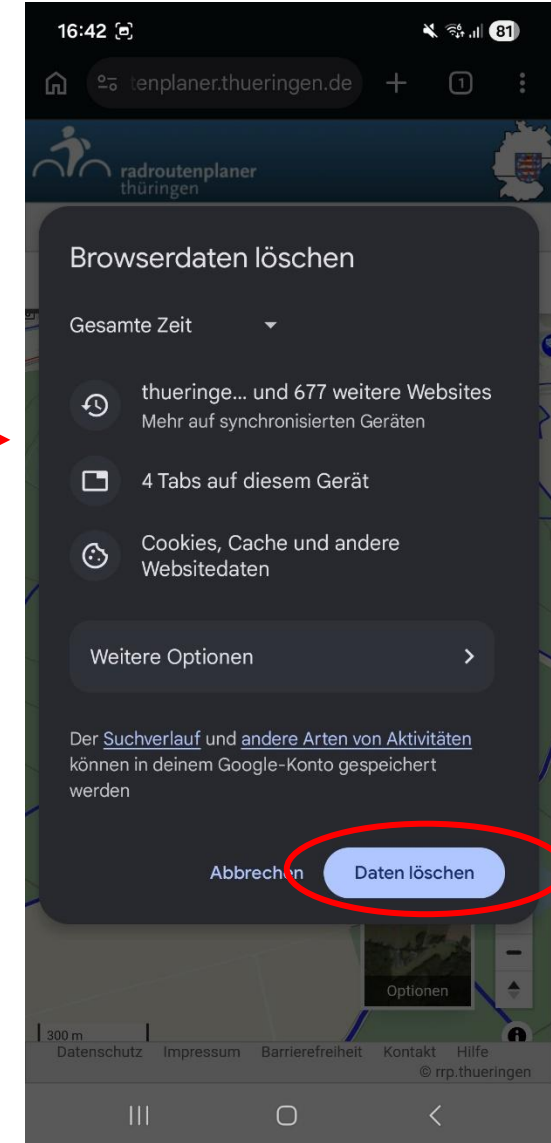 16:42
81
tenplaner.thueringen.de
1
radroutenplaner
thüringen
Browserdaten löschen
Gesamte Zeit
thueringe... und 677 weitere Websites
Mehr auf synchronisierten Geräten
4 Tabs auf diesem Gerät
Cookies, Cache und andere
Websitedaten
Weitere Optionen
Der Suchverlauf und andere Arten von Aktivitäten
können in deinem Google-Konto gespeichert
werden
Abbrechen Daten löschen
Optionen
300 m
Datenschutz Impressum Barrierefreiheit Kontakt Hilfe
© rrp.thueringen